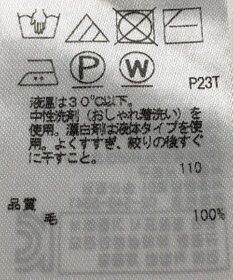 P
W
P23T
液温は30℃以下。
中性洗剤(おしゃれ着洗い)を
使用。漂白剤は液体タイプを使
用。よくすすぎ、絞りの後すぐ
に干すこと。
110
品質
毛 100%